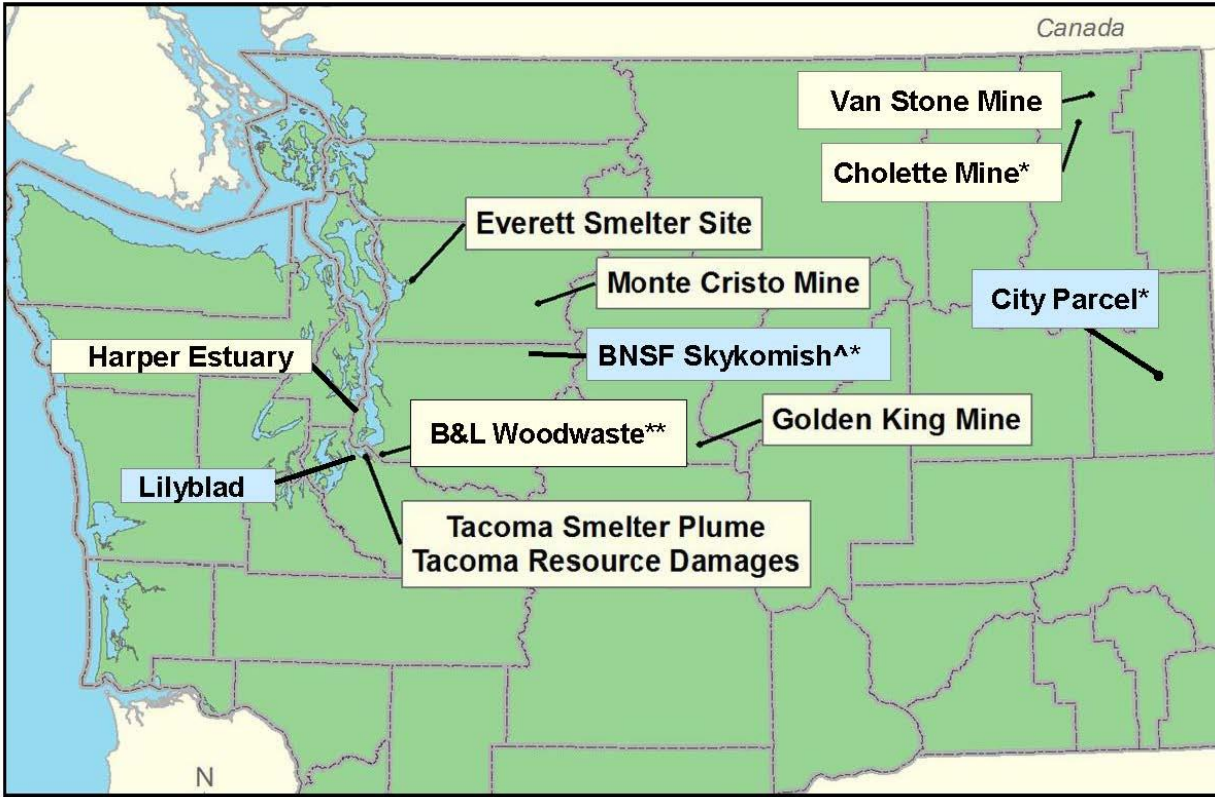 Canada
Van Stone Mine
Cholette Mine*
Everett Smelter Site
Monte Cristo Mine
City Parcel*
BNSF Skykomish^*
Harper Estuary
B&L Woodwaste**
Golden King Mine
Lilyblad
Tacoma Smelter Plume
Tacoma Resource Damages
N